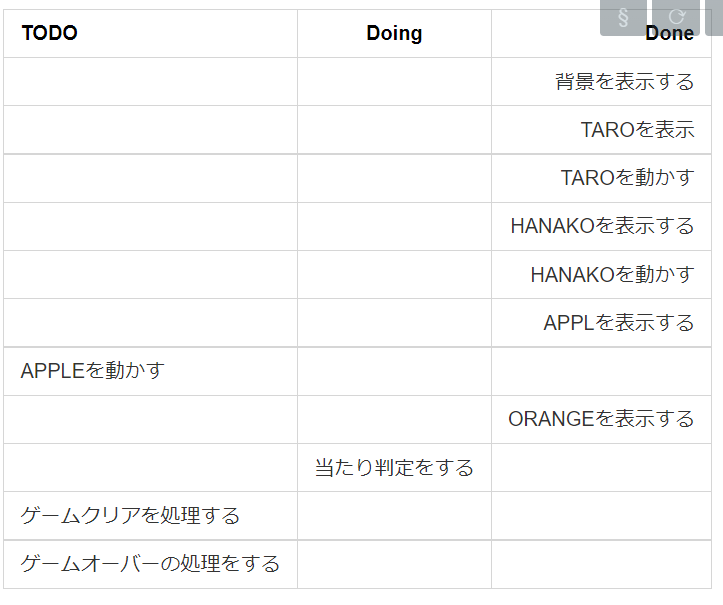 TODO Doing Done
背景を表示する
TAROを表示
TAROを動かす
HANAKOを表示する
HANAKOを動かす
APPLを表示する
APPLEを動かす
ORANGEを表示する
当たり判定をする
ゲームクリアを処理する
ゲームオーバーの処理をする